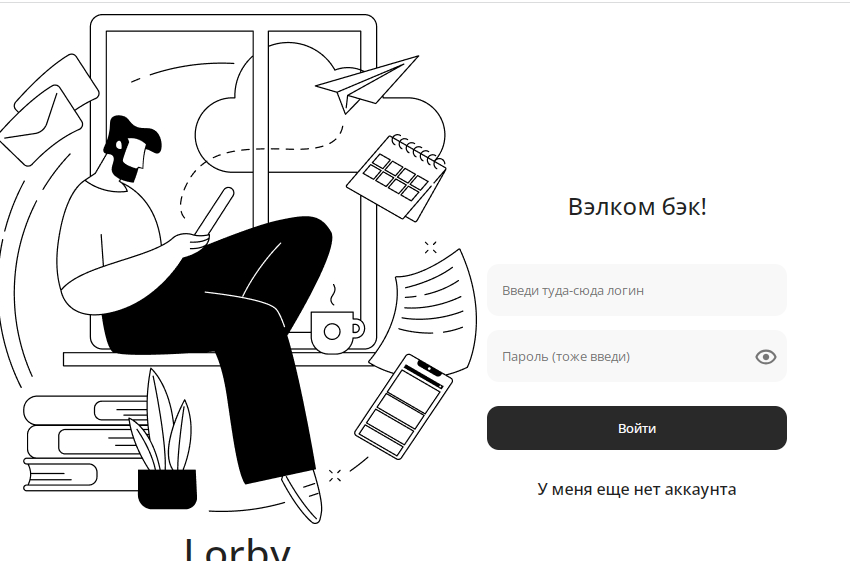 Вэлком бэк!
Введи туда-сюда логин
Пароль (тоже введи)
Войти
У меня еще нет аккаунта
Lorby